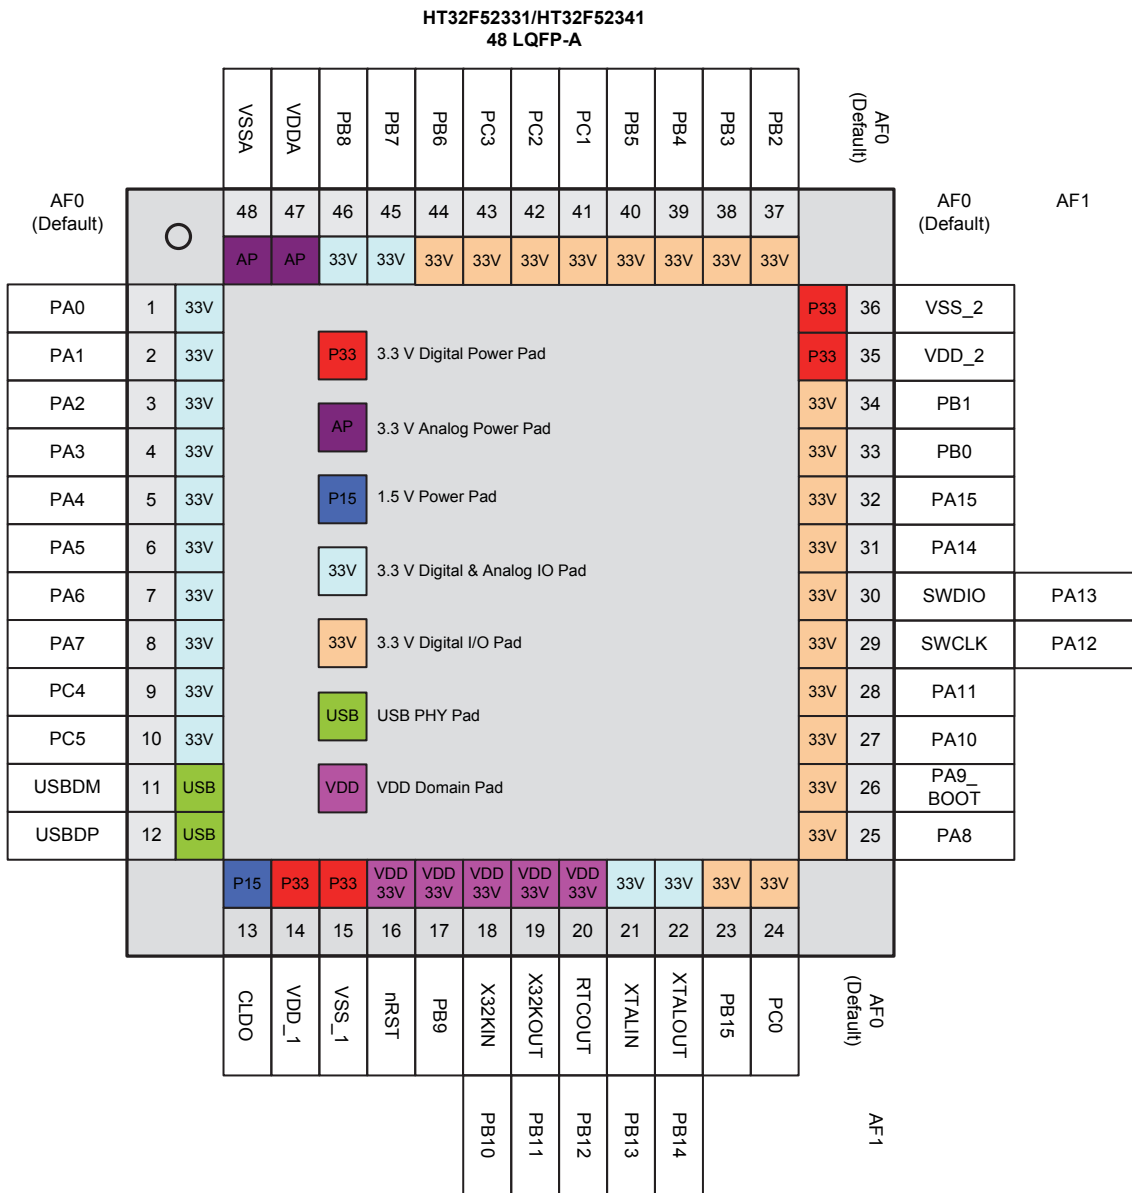 HT32F52331/HT32F52341
48 LQFP-A
VSSA VDDA PB8 PB7 PB6 PC3 PC2 PC1 PB5 PB4 PB3 PB2 AF0
(Default)
AF0
(Default)
48 47 46 45 44 43 42 41 40 39 38 37
AF0
(Default)
AF1
AP AP 33V 33V 33V 33V 33V 33V 33V 33V 33V 33V
PA0 1 33V P33 36 VSS_2
PA1 2 33V P33 3.3 V Digital Power Pad P33 35 VDD_2
PA2 3 33V 33V 34 PB1
AP 3.3 V Analog Power Pad
PA3 4 33V 33V 33 PB0
PA4 5 33V P15 1.5 V Power Pad 33V 32 PA15
PA5 6 33V 33V 31 PA14
33V 3.3 V Digital & Analog IO Pad
PA6 7 33V 33V 30 SWDIO PA13
PA7 8 33V 33V 3.3 V Digital I/O Pad 33V 29 SWCLK PA12
PC4 9 33V 33V 28 PA11
USB USB PHY Pad
PC5 10 33V 33V 27 PA10
USBDM 11 USB VDD VDD Domain Pad 33V 26 PA9_
BOOT
USBDP 12 USB 33V 25 PA8
P15 P33 P33 VDD 33V VDD 33V VDD 33V VDD 33V VDD 33V 33V 33V 33V 33V
13 14 15 16 17 18 19 20 21 22 23 24
CLDO VDD_1 VSS_1 nRST PB9 X32KIN X32KOUT RTCOUT XTALIN XTALOUT PB15 PC0 AF0
(Default)
PB10 PB11 PB12 PB13 PB14 AF1